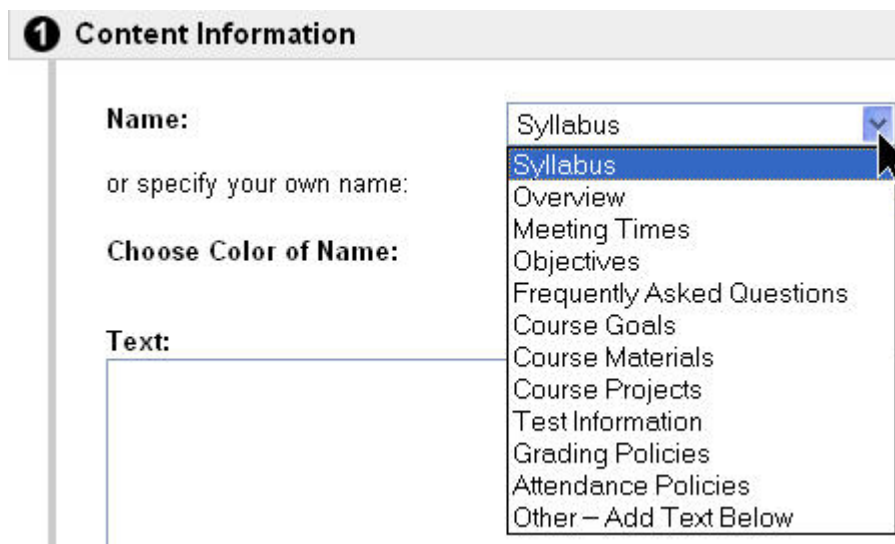 1 Content Information
Name:
Syllabus
or specify your own name:
Choose Color of Name:
Text:
Syllabus
Overview
Meeting Times
Objectives
Frequently Asked Questions
Course Goals
Course Materials
Course Projects
Test Information
Grading Policies
Attendance Policies
Other – Add Text Below